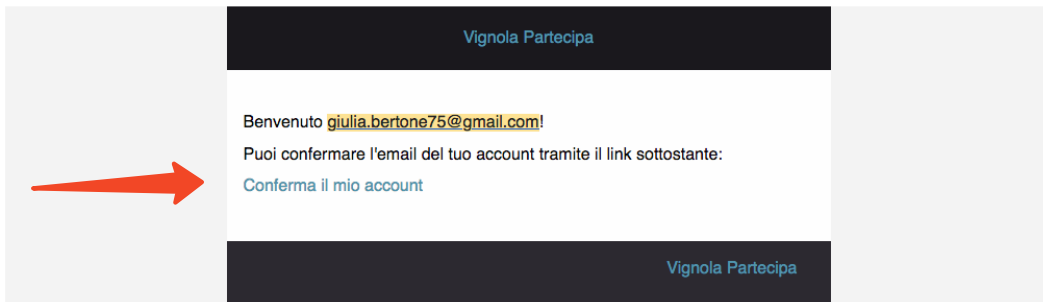 Vignola Partecipa
Benvenuto giulia.bertone75@gmail.com!
Puoi confermare l'email del tuo account tramite il link sottostante:
Conferma il mio account
Vignola Partecipa